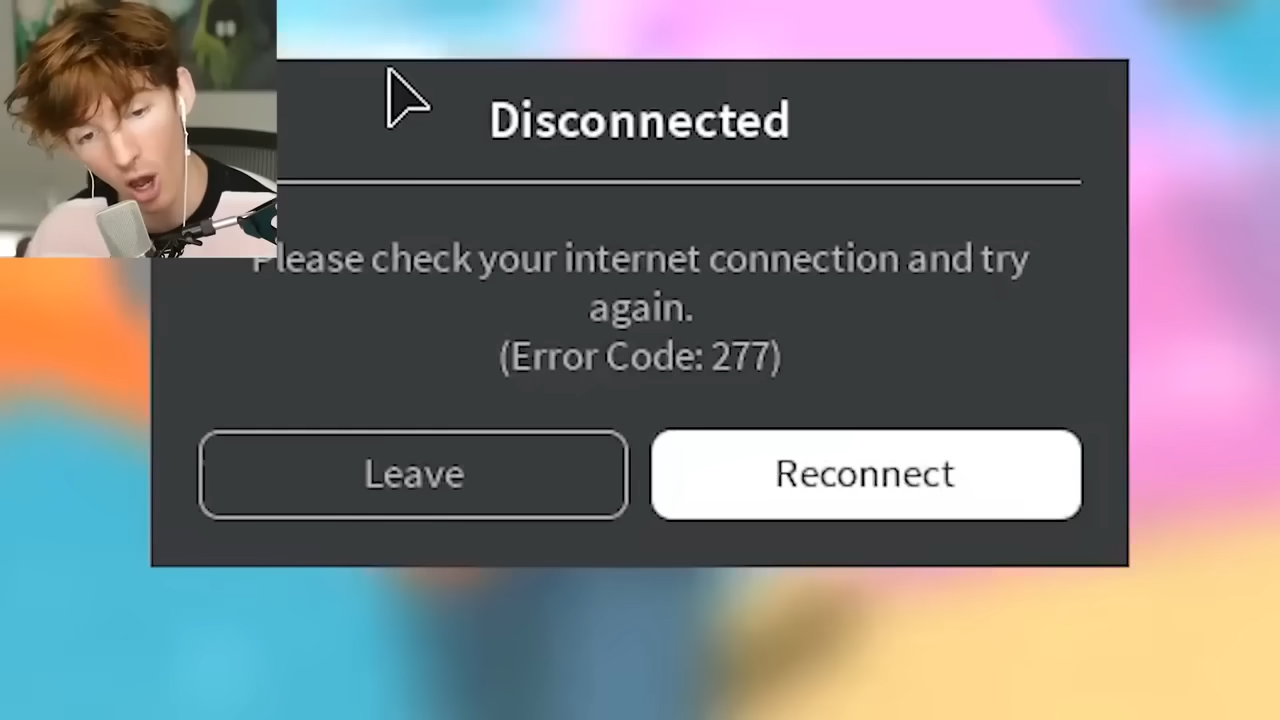 Disconnected
Please check your internet connection and try
again.
(Error Code: 277)
Leave
Reconnect